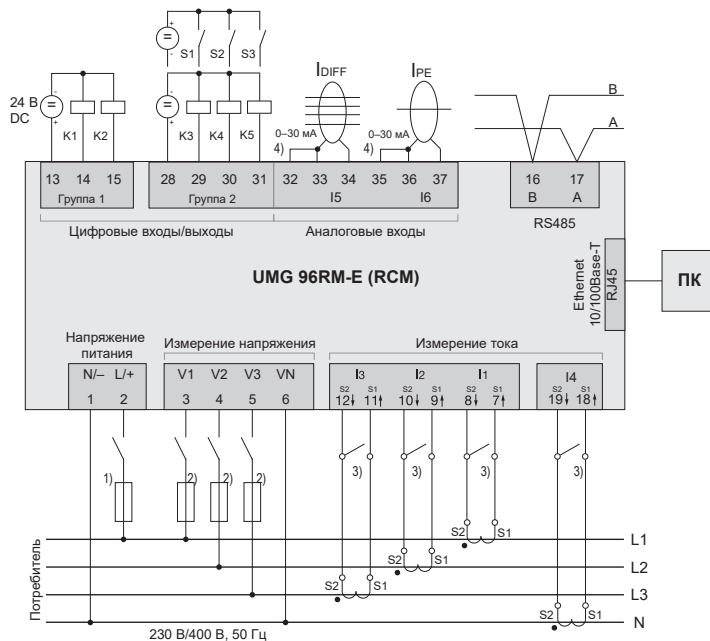 +
-
S1 S2 S3
IDIFF
IPE
24 В
DC
-
+
K1 K2
-
+
K3 K4 K5
0–30 мА
4)
0–30 мА
4)
B
A
13 14 15
Группа 1
28 29 30 31
Группа 2
32 33 34 35 36 37
I5 I6
16 17
B A
RS485
Цифровые входы/выходы
Аналоговые входы
UMG 96RM-E (RCM)
Ethernet
10/100Base-T
RJ45
ПК
Напряжение
питания
Измерение напряжения
Измерение тока
N/– L/+
1 2
V1 V2 V3 VN
3 4 5 6
I3 I2 I1
S2 S1 S2 S1 S2 S1
12 11 10 9 8 7
I4
S2 S1
19 18
1) 2) 2) 2)
3) 3) 3) 3)
S2 S1
L1
S2 S1
L2
S2 S1
L3
S2 S1
N
Потребитель
230 В/400 В, 50 Гц